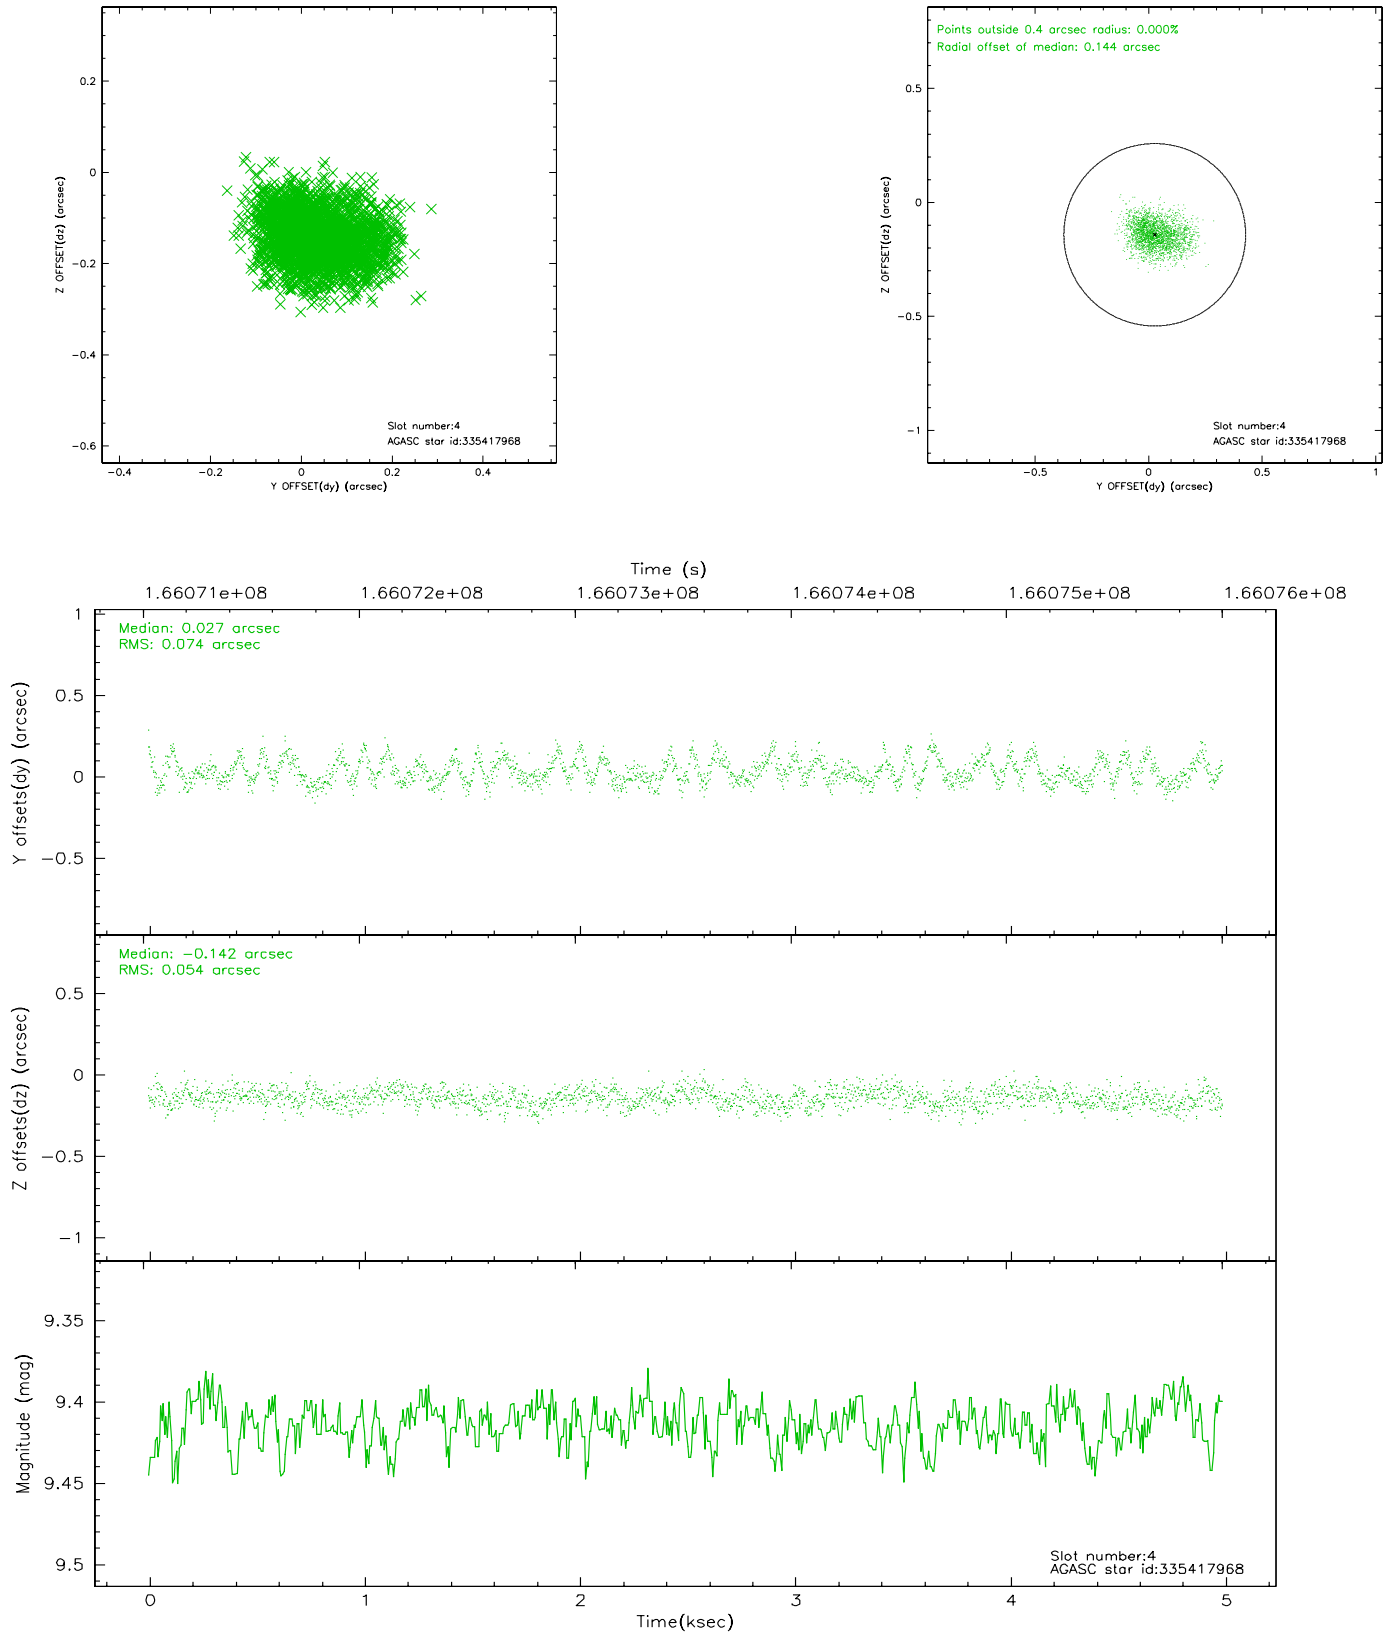 0.2
0
−0.2
−0.4
−0.6
Z OFFSET(dz) (arcsec)
Slot number:4
AGASC star id:335417968
−0.4
−0.2
0
0.2
0.4
Y OFFSET(dy) (arcsec)
Points outside 0.4 arcsec radius: 0.000%
Radial offset of median: 0.144 arcsec
0.5
0
−0.5
−1
Z OFFSET(dz) (arcsec)
Slot number:4
AGASC star id:335417968
−0.5
0
0.5
1
Y OFFSET(dy) (arcsec)
Time (s)
1.66071e+08
1.66072e+08
1.66073e+08
1.66074e+08
1.66075e+08
1.66076e+08
Median: 0.027 arcsec
RMS: 0.074 arcsec
1
0.5
0
−0.5
Y offsets(dy) (arcsec)
Median: −0.142 arcsec
RMS: 0.054 arcsec
0.5
0
−0.5
−1
Z offsets(dz) (arcsec)
9.35
9.4
9.45
9.5
Magnitude (mag)
Slot number:4
AGASC star id:335417968
0
1
2
3
4
5
Time(ksec)